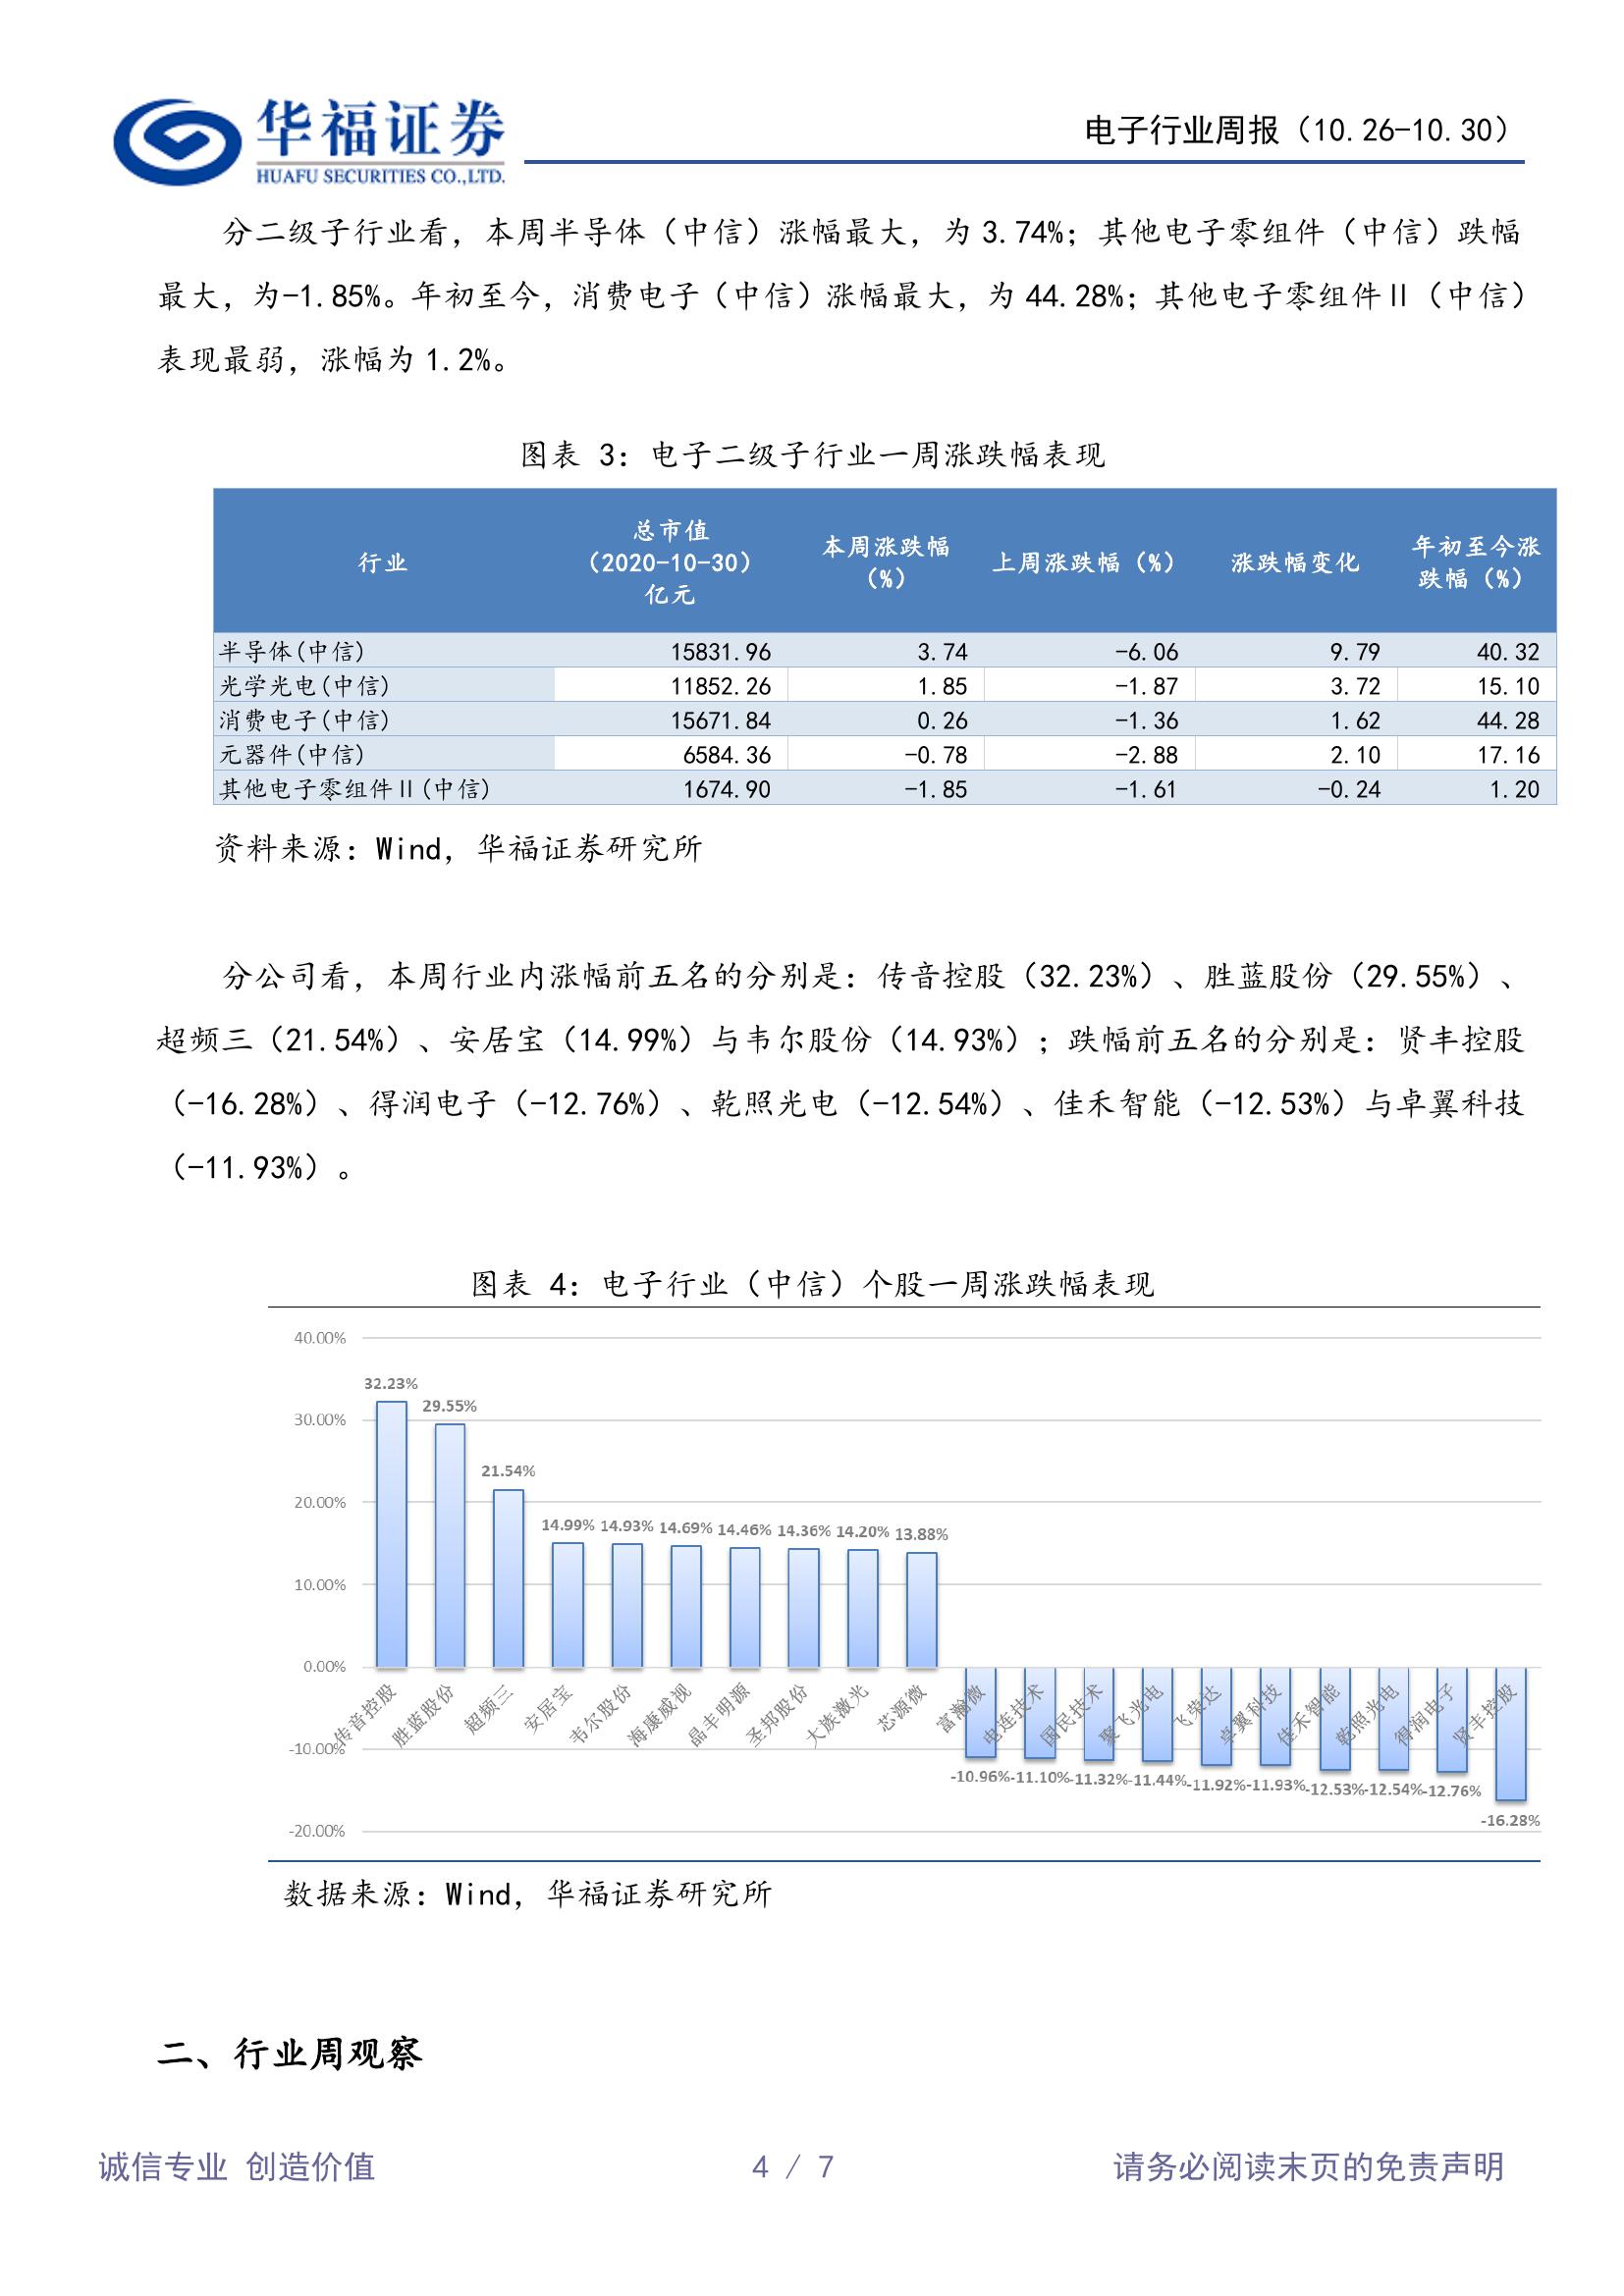 华福证券
HUAFU SECURITIES CO.,LTD.
电子行业周报（10.26-10.30）
分二级子行业看，本周半导体（中信）涨幅最大，为 3.74%；其他电子零组件（中信）跌幅
最大，为-1.85%。年初至今，消费电子（中信）涨幅最大，为 44.28%；其他电子零组件Ⅱ（中信）
表现最弱，涨幅为 1.2%。
图表 3：电子二级子行业一周涨跌幅表现
行业 总市值（2020-10-30）亿元 本周涨跌幅（%） 上周涨跌幅（%） 涨跌幅变化 年初至今涨跌幅（%）
半导体(中信) 15831.96 3.74 -6.06 9.79 40.32
光学光电(中信) 11852.26 1.85 -1.87 3.72 15.10
消费电子(中信) 15671.84 0.26 -1.36 1.62 44.28
元器件(中信) 6584.36 -0.78 -2.88 2.10 17.16
其他电子零组件Ⅱ(中信) 1674.90 -1.85 -1.61 -0.24 1.20
资料来源：Wind，华福证券研究所
分公司看，本周行业内涨幅前五名的分别是：传音控股（32.23%）、胜蓝股份（29.55%）、
超频三（21.54%）、安居宝（14.99%）与韦尔股份（14.93%）；跌幅前五名的分别是：贤丰控股
（-16.28%）、得润电子（-12.76%）、乾照光电（-12.54%）、佳禾智能（-12.53%）与卓翼科技
（-11.93%）。
图表 4：电子行业（中信）个股一周涨跌幅表现
40.00%
32.23%
29.55%
30.00%
21.54%
20.00%
14.99% 14.93% 14.69% 14.46% 14.36% 14.20% 13.88%
10.00%
0.00%
传音控股 胜蓝股份 超频三 安居宝 韦尔股份 海康威视 晶丰明源 圣邦股份 大族激光 芯源微 富瀚微 电连技术 国民技术 聚飞光电 飞荣达 卓翼科技 佳禾智能 乾照光电 得润电子 贤丰控股
-10.00%
-10.96% -11.10% -11.32% -11.44% -11.92% -11.93% -12.53% -12.54% -12.76%
-16.28%
-20.00%
数据来源：Wind，华福证券研究所
二、行业周观察
诚信专业 创造价值 4 / 7 请务必阅读末页的免责声明